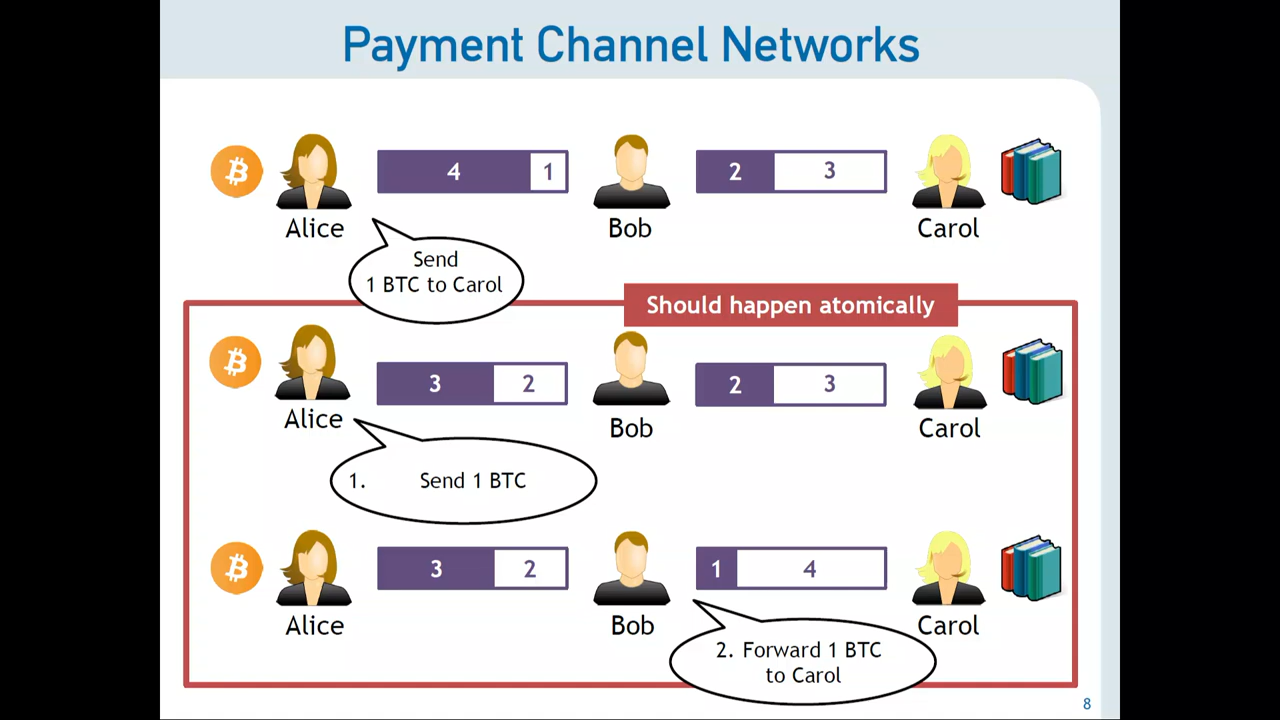 Payment Channel Networks
4
1
2
3
Alice
Bob
Carol
Send
1 BTC to Carol
Should happen atomically
3
2
2
3
Alice
Bob
Carol
1. Send 1 BTC
3
2
1
4
Alice
Bob
Carol
2. Forward 1 BTC
to Carol
8